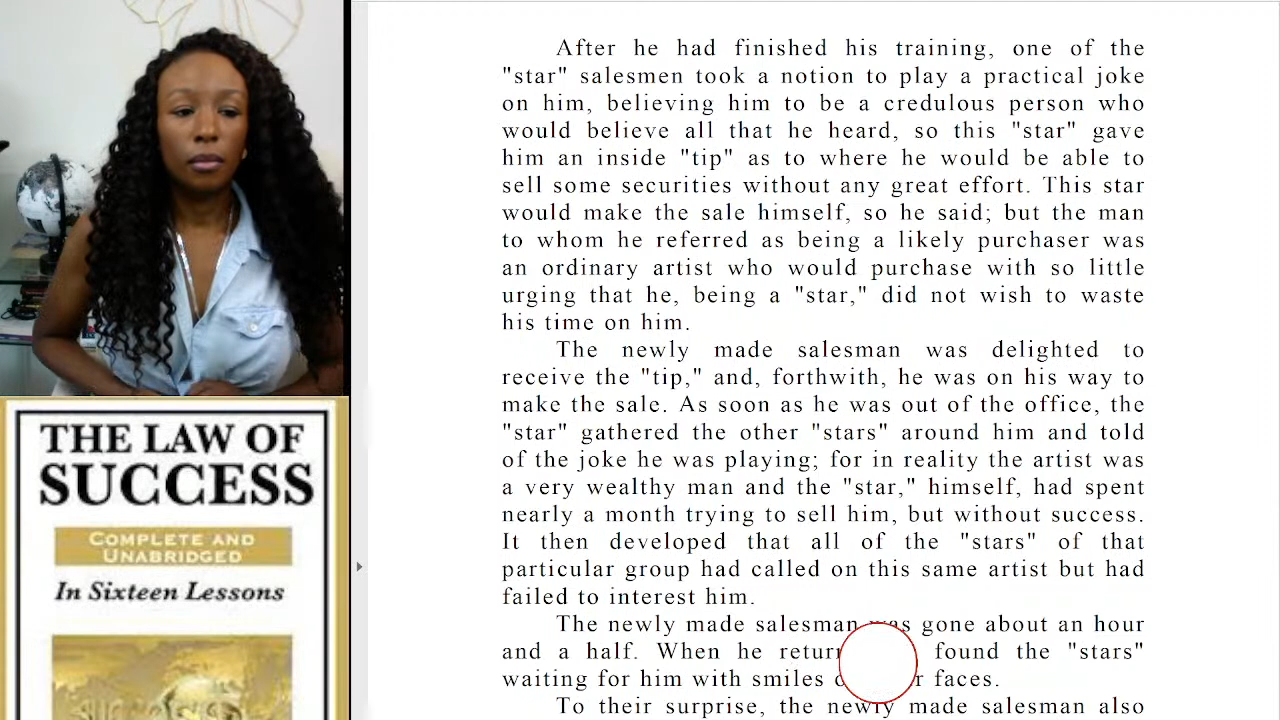 After he had finished his training, one of the
"star" salesmen took a notion to play a practical joke
on him, believing him to be a credulous person who
would believe all that he heard, so this "star" gave
him an inside "tip" as to where he would be able to
sell some securities without any great effort. This star
would make the sale himself, so he said; but the man
to whom he referred as being a likely purchaser was
an ordinary artist who would purchase with so little
urging that he, being a "star," did not wish to waste
his time on him.
The newly made salesman was delighted to
receive the "tip," and, forthwith, he was on his way to
make the sale. As soon as he was out of the office, the
"star" gathered the other "stars" around him and told
of the joke he was playing; for in reality the artist was
a very wealthy man and the "star," himself, had spent
nearly a month trying to sell him, but without success.
It then developed that all of the "stars" of that
particular group had called on this same artist but had
failed to interest him.
The newly made salesman was gone about an hour
and a half. When he found the "stars"
waiting for him with smiles faces.
To their surprise, the newly made salesman also
THE LAW OF
SUCCESS
COMPLETE AND
UNABRIDGED
In Sixteen Lessons